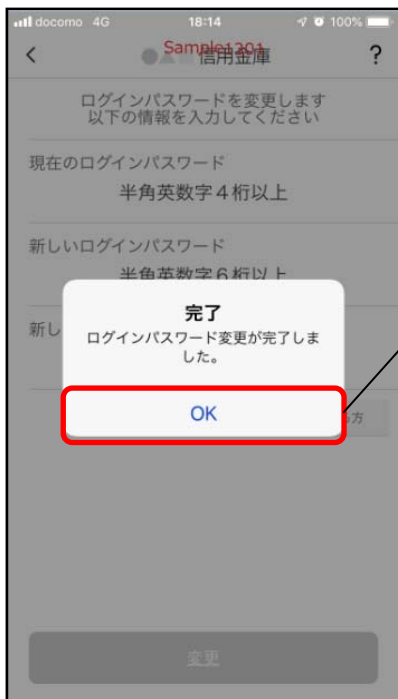 docomo 4G 18:14 100%
Sample1201
●▲■信用金庫 ?
ログインパスワードを変更します
以下の情報を入力してください
現在のログインパスワード
半角英数字4桁以上
新しいログインパスワード
半角英数字6桁以上
新し
完了
ログインパスワード変更が完了しま
した。
OK
方
変更